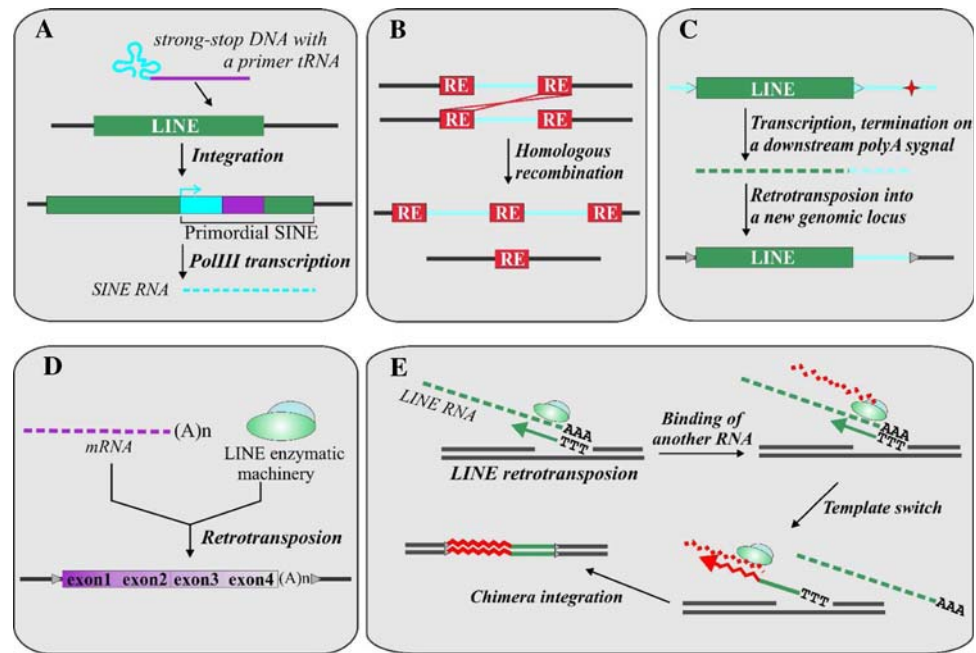 A
strong-stop DNA with
a primer tRNA
LINE
Integration
Primordial SINE
PolIII transcription
SINE RNA
B
RE RE
RE RE
Homologous
recombination
RE RE RE
RE
C
LINE
Transcription, termination on
a downstream polyA sygnal
Retrotransposion into
a new genomic locus
LINE
D
(A)n
mRNA
LINE enzymatic
machinery
Retrotransposion
exon1 exon2 exon3 exon4 (A)n
E
LINE RNA
AAA
TTT
LINE retrotransposion
Binding of
another RNA
AAA
TTT
Template switch
TTT
AAA
Chimera integration